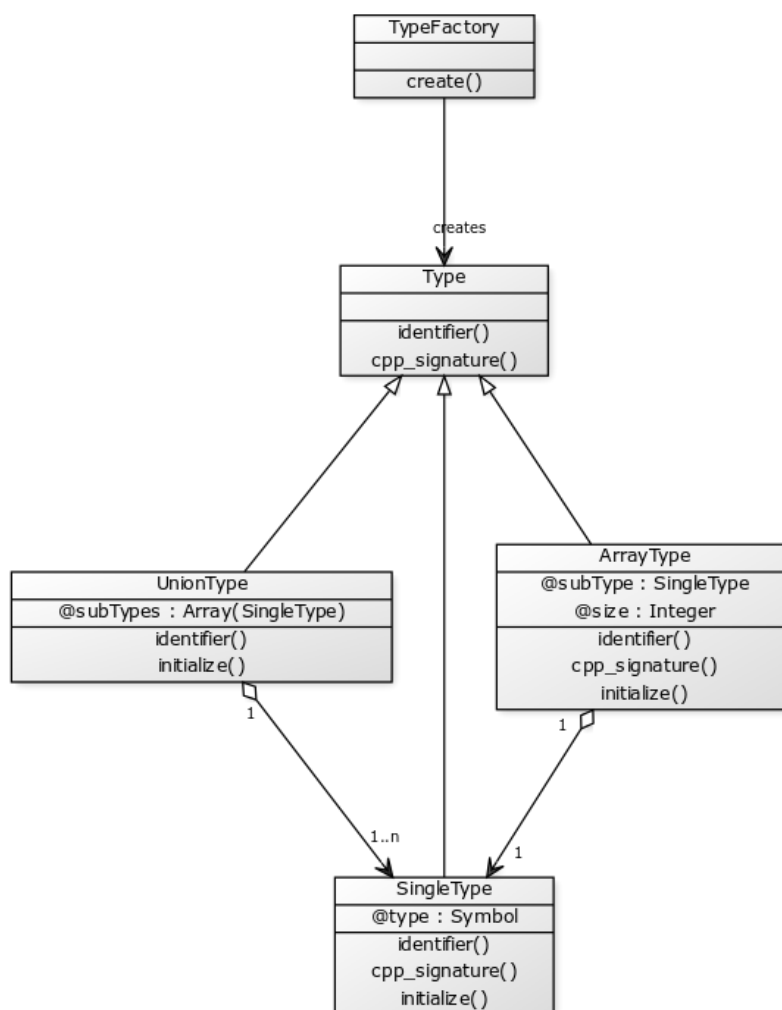 TypeFactory
create()
creates
Type
identifier()
cpp_signature()
UnionType
@subTypes : Array(SingleType)
identifier()
initialize()
1
ArrayType
@subType : SingleType
@size : Integer
identifier()
cpp_signature()
initialize()
1
1..n
1
SingleType
@type : Symbol
identifier()
cpp_signature()
initialize()